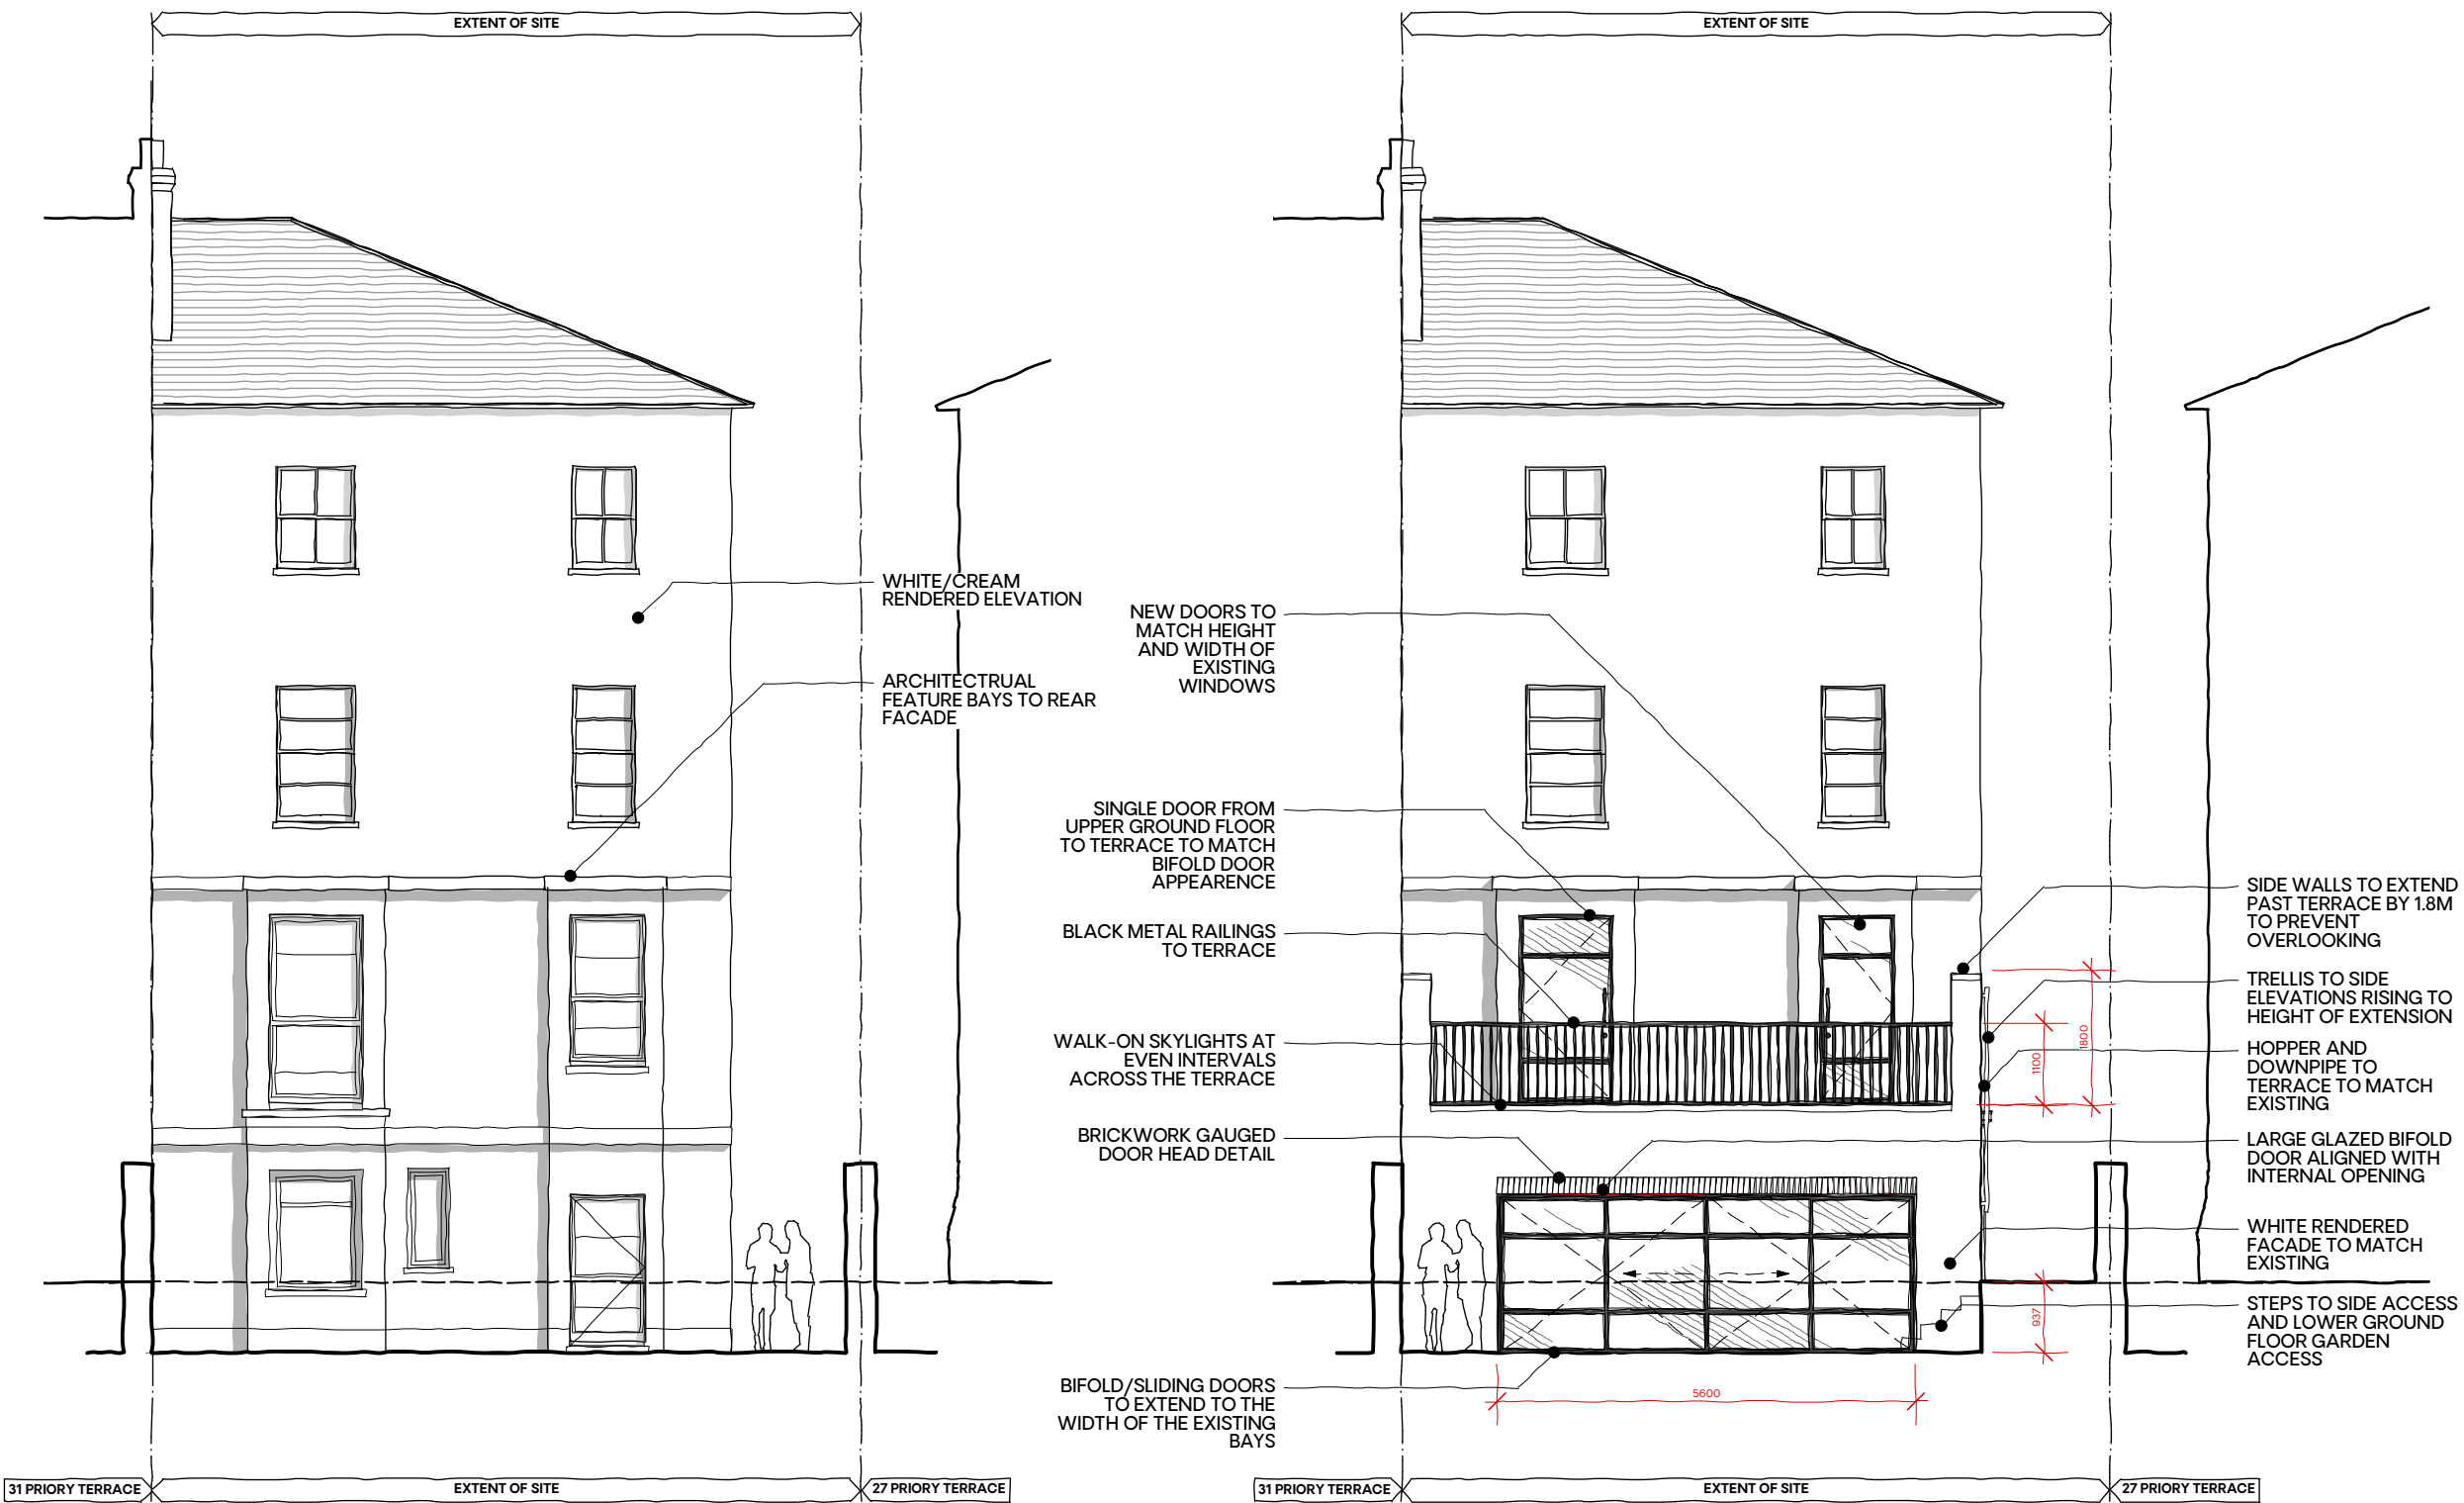 EXTENT OF SITE
EXTENT OF SITE
WHITE/CREAM
RENDERED ELEVATION
ARCHITECTRUAL
FEATURE BAYS TO REAR
FACADE
NEW DOORS TO
MATCH HEIGHT
AND WIDTH OF
EXISTING
WINDOWS
SINGLE DOOR FROM
UPPER GROUND FLOOR
TO TERRACE TO MATCH
BIFOLD DOOR
APPEARENCE
BLACK METAL RAILINGS
TO TERRACE
WALK-ON SKYLIGHTS AT
EVEN INTERVALS
ACROSS THE TERRACE
BRICKWORK GAUGED
DOOR HEAD DETAIL
BIFOLD/SLIDING DOORS
TO EXTEND TO THE
WIDTH OF THE EXISTING
BAYS
SIDE WALLS TO EXTEND
PAST TERRACE BY 1.8M
TO PREVENT
OVERLOOKING
TRELLIS TO SIDE
ELEVATIONS RISING TO
HEIGHT OF EXTENSION
HOPPER AND
DOWNPIPE TO
TERRACE TO MATCH
EXISTING
LARGE GLAZED BIFOLD
DOOR ALIGNED WITH
INTERNAL OPENING
WHITE RENDERED
FACADE TO MATCH
EXISTING
STEPS TO SIDE ACCESS
AND LOWER GROUND
FLOOR GARDEN
ACCESS
1100
1800
937
5600
31 PRIORY TERRACE
EXTENT OF SITE
27 PRIORY TERRACE
31 PRIORY TERRACE
EXTENT OF SITE
27 PRIORY TERRACE